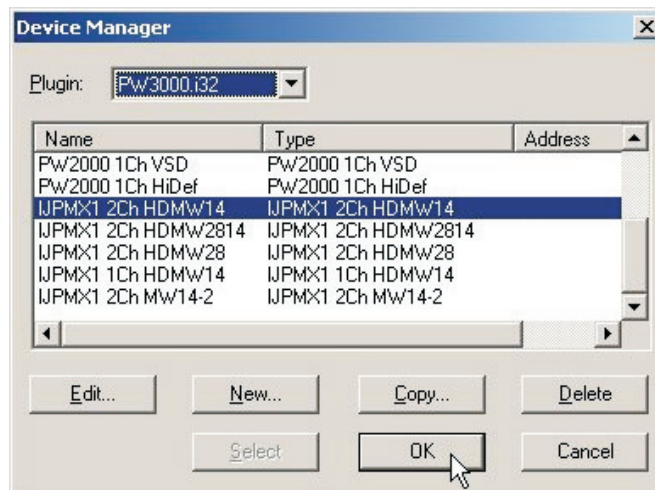 Device Manager
Plugin: PW3000.i32
Name Type Address
PW2000 1Ch VSD PW2000 1Ch VSD
PW2000 1Ch HiDef PW2000 1Ch HiDef
IJPMX1 2Ch HDMW14 IJPMX1 2Ch HDMW14
IJPMX1 2Ch HDMW2814 IJPMX1 2Ch HDMW2814
IJPMX1 2Ch HDMW28 IJPMX1 2Ch HDMW28
IJPMX1 1Ch HDMW14 IJPMX1 1Ch HDMW14
IJPMX1 2Ch MW14-2 IJPMX1 2Ch MW14-2
Edit... New... Copy... Delete
Select OK Cancel